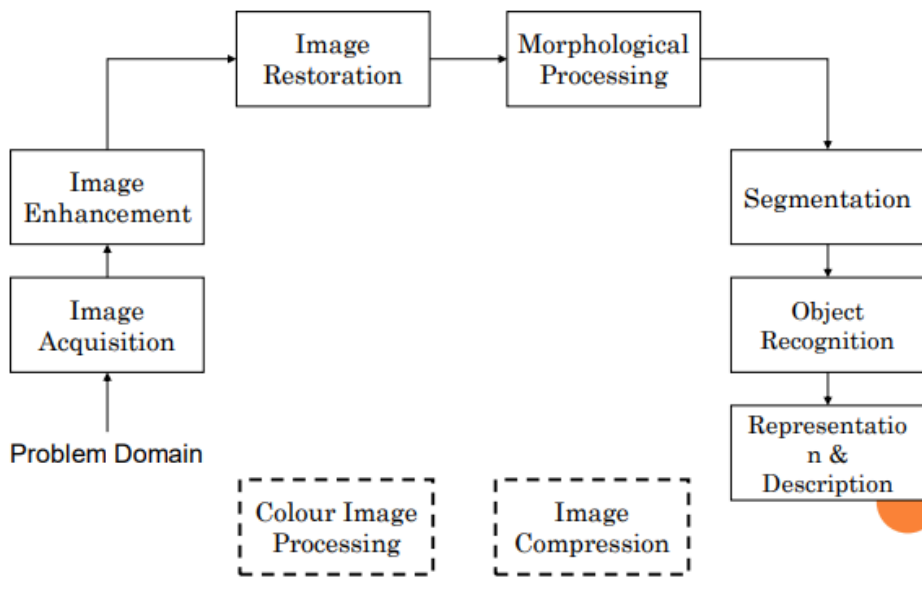 Image
Restoration
Morphological
Processing
Image
Enhancement
Segmentation
Image
Acquisition
Object
Recognition
Problem Domain
Representatio
n &
Description
Colour Image
Processing
Image
Compression